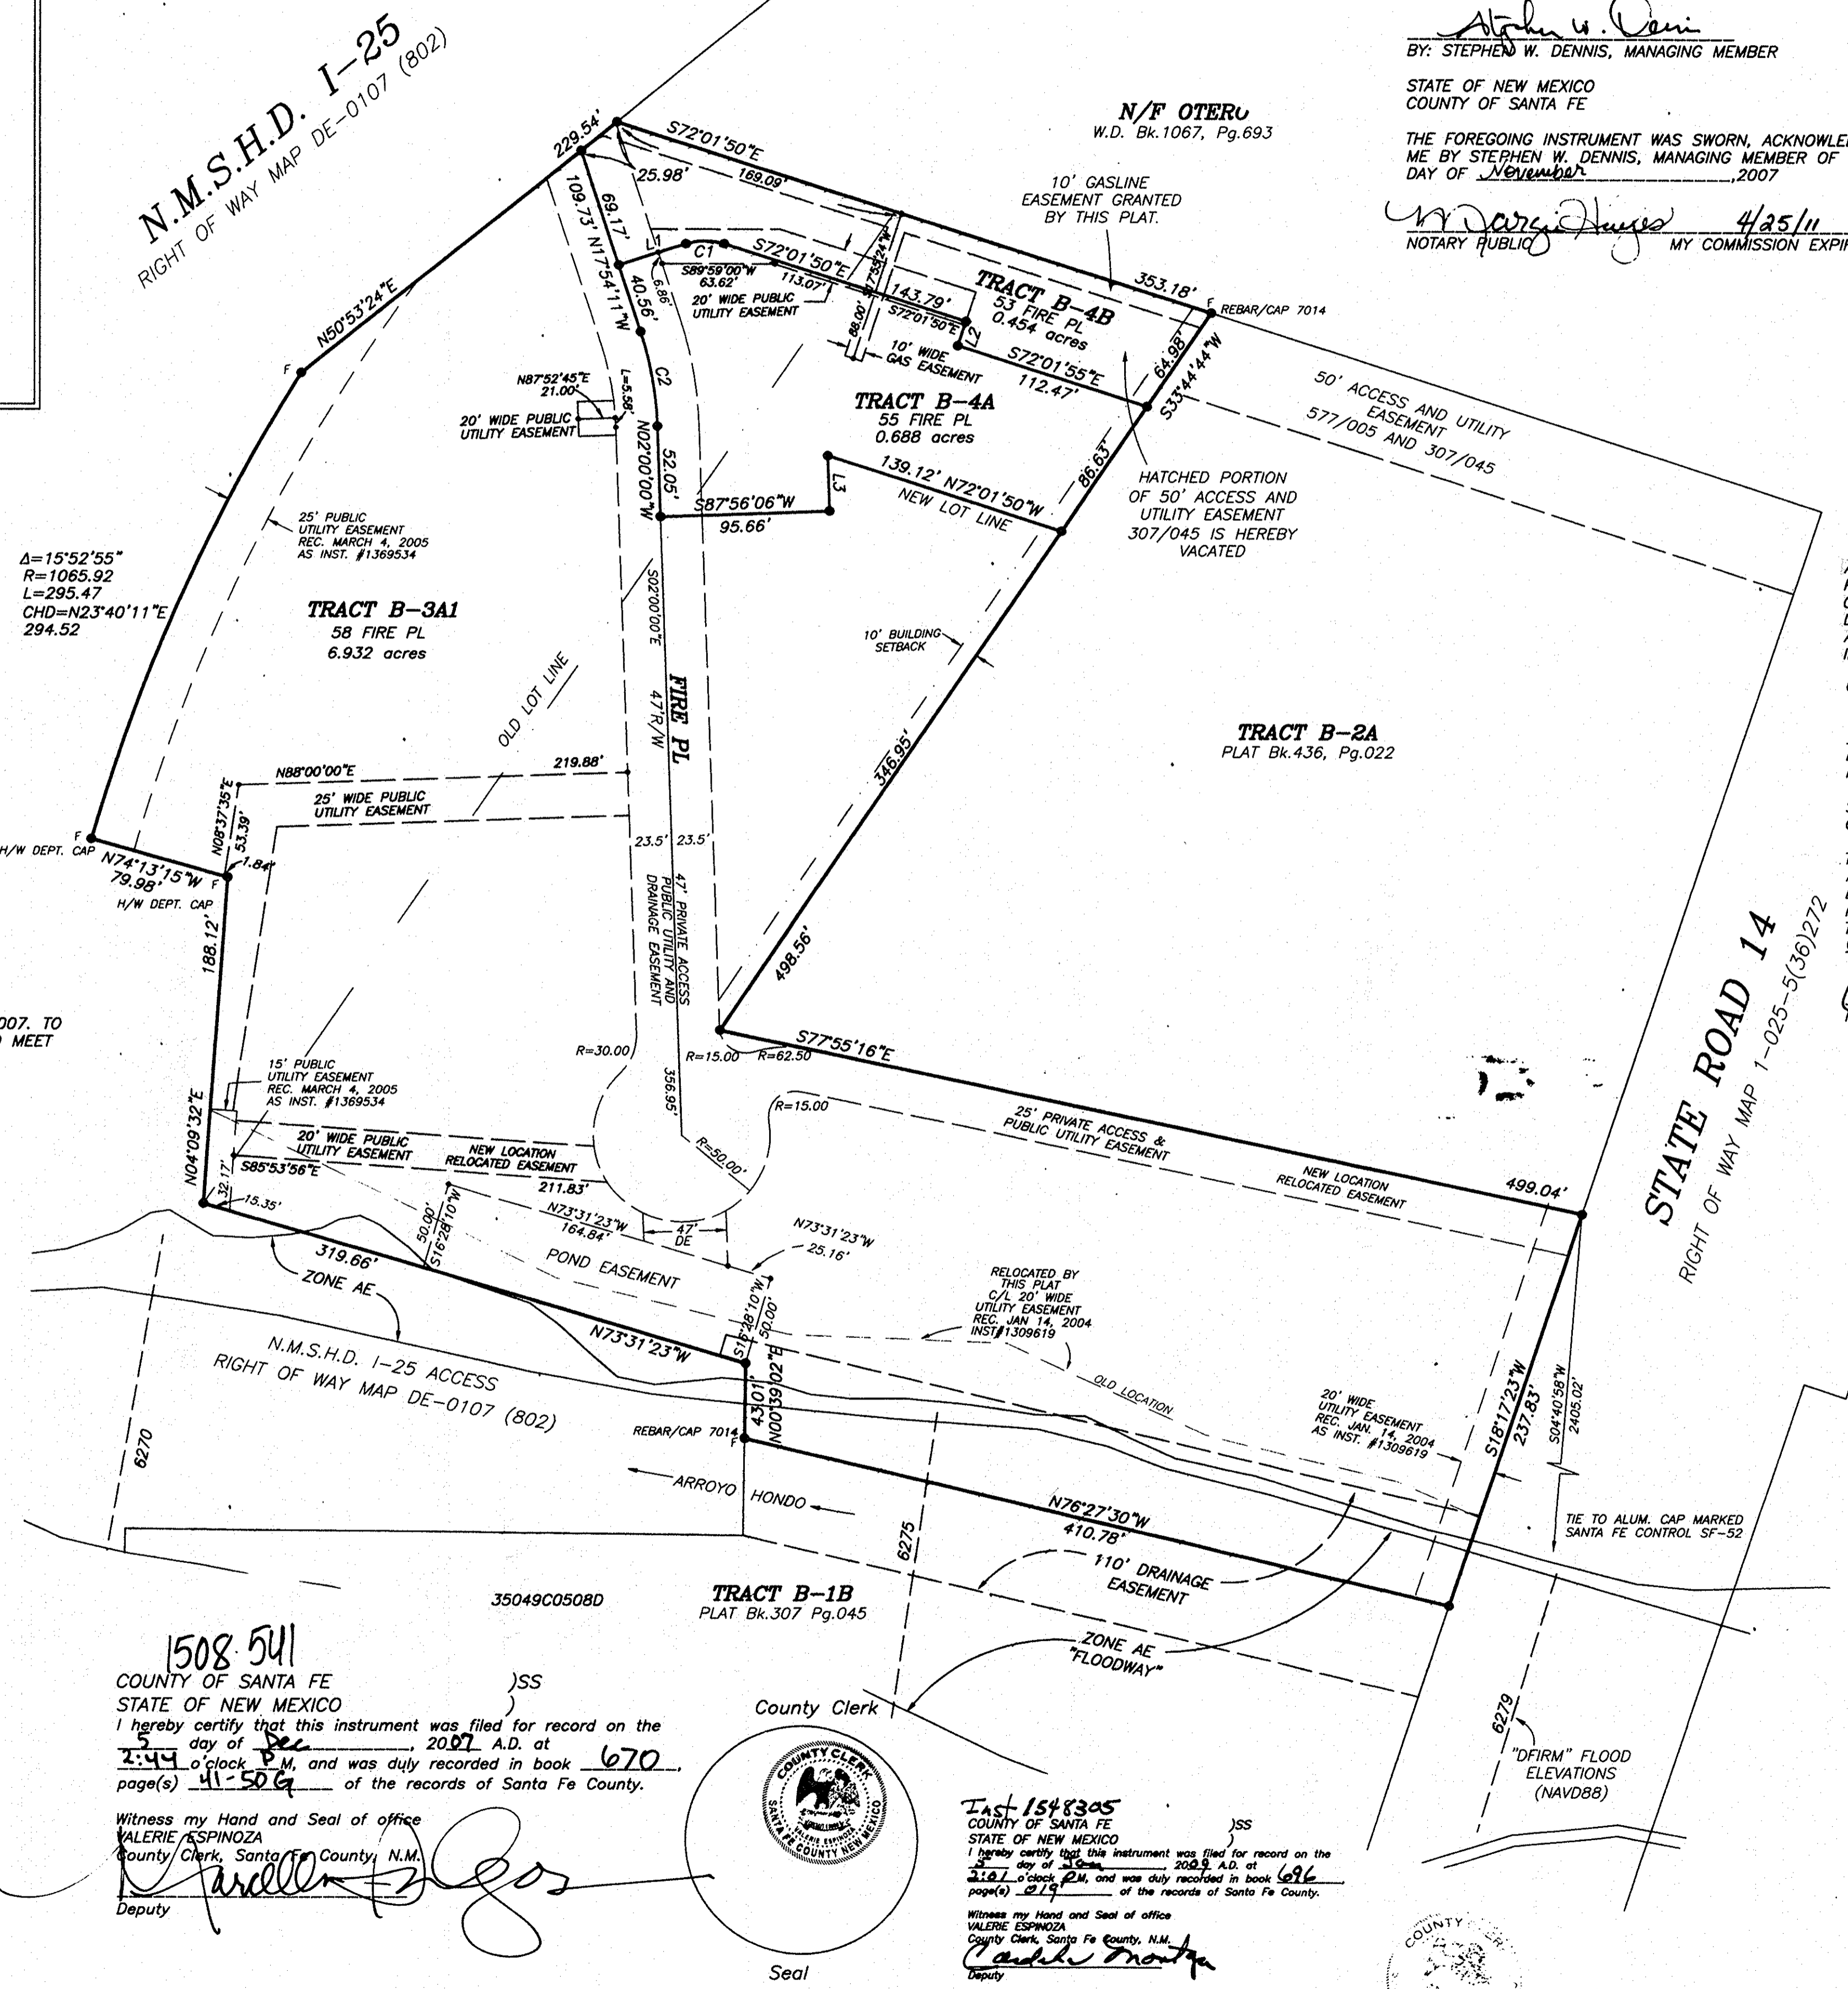 N.M.S.H.D. I-25
RIGHT OF WAY MAP DE-0107 (802)
BY: STEPHEN W. DENNIS, MANAGING MEMBER
STATE OF NEW MEXICO
COUNTY OF SANTA FE
THE FOREGOING INSTRUMENT WAS SWORN, ACKNOWLE
ME BY STEPHEN W. DENNIS, MANAGING MEMBER OF
DAY OF November ,2007
4/25/11
NOTARY PUBLIC MY COMMISSION EXPI
N/F OTERO
W.D. Bk.1067, Pg.693
10' GASLINE
EASEMENT GRANTED
BY THIS PLAT.
229.54'
S72°01'50"E
169.09'
25.98'
353.18'
F REBAR/CAP 7014
109.73' N17°54'11"W
69.17'
40.56'
L1
C1
6.86'
S89°59'00"W
63.62'
S72°01'50"E
113.07'
20' WIDE PUBLIC
UTILITY EASEMENT
143.79'
S72°01'50"E
L2
88.00'
10' WIDE
GAS EASEMENT
TRACT B-4B
53 FIRE PL
0.454 acres
64.98'
S33°44'44"W
S72°01'55"E
112.47'
N50°53'24"E
F
C2
L=5.58'
N87°52'45"E
21.00'
20' WIDE PUBLIC
UTILITY EASEMENT
TRACT B-4A
55 FIRE PL
0.688 acres
N02°00'00"W
52.05'
S87°56'06"W
95.66'
L3
139.12' N72°01'50"W
NEW LOT LINE
86.63'
HATCHED PORTION
OF 50' ACCESS AND
UTILITY EASEMENT
307/045 IS HEREBY
VACATED
50' ACCESS AND UTILITY
EASEMENT
577/005 AND 307/045
25' PUBLIC
UTILITY EASEMENT
REC. MARCH 4, 2005
AS INST. #1369534
Δ=15°52'55"
R=1065.92
L=295.47
CHD=N23°40'11"E
294.52
TRACT B-3A1
58 FIRE PL
6.932 acres
OLD LOT LINE
S02°00'00"E
FIRE PL
47'R/W
10' BUILDING
SETBACK
346.95'
TRACT B-2A
PLAT Bk.436, Pg.022
N88°00'00"E 219.88'
25' WIDE PUBLIC
UTILITY EASEMENT
N08°37'35"E
53.39'
1.84'
F
H/W DEPT. CAP
N74°13'15"W
79.98'
F
H/W DEPT. CAP
23.5' 23.5'
47' PRIVATE ACCESS
PUBLIC UTILITY AND
DRAINAGE EASEMENT
188.12'
498.56'
STATE ROAD 14
RIGHT OF WAY MAP 1-025-5(36)272
007. TO
MEET
S77°55'16"E
R=30.00
R=15.00 R=62.50
356.95'
R=15.00
R=50.00'
15' PUBLIC
UTILITY EASEMENT
REC. MARCH 4, 2005
AS INST. #1369534
N04°09'32"E
20' WIDE PUBLIC
UTILITY EASEMENT
NEW LOCATION
RELOCATED EASEMENT
S85°53'56"E
211.83'
32.17'
15.35'
25' PRIVATE ACCESS &
PUBLIC UTILITY EASEMENT
NEW LOCATION
RELOCATED EASEMENT
499.04'
50.00'
S16°28'10"W
N73°31'23"W
164.84'
47'
DE
N73°31'23"W
25.16'
POND EASEMENT
319.66'
ZONE AE
N73°31'23"W
S16°28'10"W
50.00'
RELOCATED BY
THIS PLAT
C/L 20' WIDE
UTILITY EASEMENT
REC. JAN 14, 2004
INST#1309619
OLD LOCATION
N.M.S.H.D. I-25 ACCESS
RIGHT OF WAY MAP DE-0107 (802)
43.01'
N00°39'02"E
REBAR/CAP 7014
F
20' WIDE
UTILITY EASEMENT
REC. JAN. 14, 2004
AS INST. #1309619
S18°17'23"W
237.83'
S04°40'58"W
2405.02'
6270
ARROYO HONDO
N76°27'30"W
410.78'
6275
110' DRAINAGE
EASEMENT
TIE TO ALUM. CAP MARKED
SANTA FE CONTROL SF-52
35049C0508D
TRACT B-1B
PLAT Bk.307 Pg.045
ZONE AE
"FLOODWAY"
6279
"DFIRM" FLOOD
ELEVATIONS
(NAVD88)
1508.541
COUNTY OF SANTA FE )SS
STATE OF NEW MEXICO )
I hereby certify that this instrument was filed for record on the
5 day of Dec , 2007 A.D. at
2:44 o'clock P M, and was duly recorded in book 670 ,
page(s) 41-50G of the records of Santa Fe County.
Witness my Hand and Seal of office
VALERIE ESPINOZA
County Clerk, Santa Fe County, N.M.
Deputy
County Clerk
COUNTY CLERK
VALERIE ESPINOZA
SANTA FE COUNTY NEW MEXICO
Seal
Inst 1548305
COUNTY OF SANTA FE )SS
STATE OF NEW MEXICO )
I hereby certify that this instrument was filed for record on the
5 day of Jan , 2009 A.D. at
2:01 o'clock P M, and was duly recorded in book 696 ,
page(s) 019 of the records of Santa Fe County.
Witness my Hand and Seal of office
VALERIE ESPINOZA
County Clerk, Santa Fe County, N.M.
Deputy
COUNTY